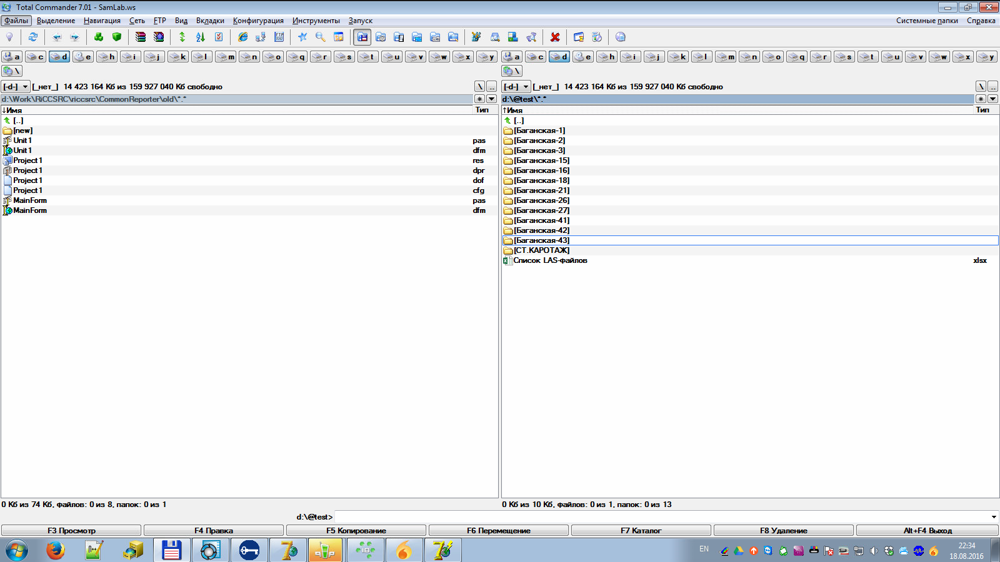 Total Commander 7.01 - SamLab.ws
Файлы Выделение Навигация Сеть FTP Вид Вкладки Конфигурация Инструменты Запуск Системные папки Справка
a c d e h i j k l m n o q r s t u v w x y a c d e h i j k l m n o q r s t u v w x y
\ \
[-d-] [_нет_] 14 423 164 Кб из 159 927 040 Кб свободно \ .. [-d-] [_нет_] 14 423 164 Кб из 159 927 040 Кб свободно \ ..
d:\Work\RiCCSRC\riccsrc\CommonReporter\old\*.* * d:\@test\*.* *
↓Имя Тип ↑Имя Тип
[..] [..]
[new] [Баганская-1]
Unit1 pas [Баганская-2]
Unit1 dfm [Баганская-3]
Project1 res [Баганская-15]
Project1 dpr [Баганская-16]
Project1 dof [Баганская-18]
Project1 cfg [Баганская-21]
MainForm pas [Баганская-26]
MainForm dfm [Баганская-27]
[Баганская-41]
[Баганская-42]
[Баганская-43]
[СТ.КАРОТАЖ]
Список LAS-файлов xlsx
0 Кб из 74 Кб, файлов: 0 из 8, папок: 0 из 1 0 Кб из 10 Кб, файлов: 0 из 1, папок: 0 из 13
d:\@test>
F3 Просмотр F4 Правка F5 Копирование F6 Перемещение F7 Каталог F8 Удаление Alt+F4 Выход
EN 22:34
18.08.2016